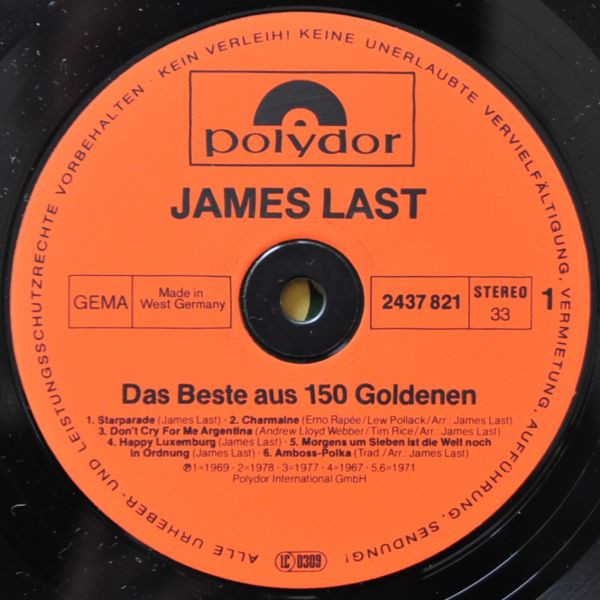 ALLE URHEBER- UND LEISTUNGSSCHUTZRECHTE VORBEHALTEN · KEIN VERLEIH! KEINE UNERLAUBTE VERVIELFÄLTIGUNG, VERMIETUNG, AUFFÜHRUNG, SENDUNG!
polydor
JAMES LAST
GEMA
Made in
West Germany
2437 821
STEREO
33
1
Das Beste aus 150 Goldenen
1. Starparade (James Last) · 2. Charmaine (Erno Rapée/Lew Pollack/Arr.: James Last)
3. Don't Cry For Me Argentina (Andrew Lloyd Webber/Tim Rice/Arr.: James Last)
4. Happy Luxemburg (James Last) · 5. Morgens um Sieben ist die Welt noch
in Ordnung (James Last) · 6. Amboss-Polka (Trad./Arr.: James Last)
℗1=1969 · 2=1978 · 3=1977 · 4=1967 · 5.6=1971
Polydor International GmbH
LC 0309